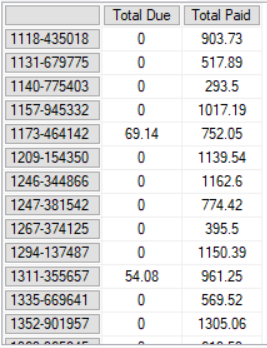 Total Due Total Paid
1118-435018 0 903.73
1131-679775 0 517.89
1140-775403 0 293.5
1157-945332 0 1017.19
1173-464142 69.14 752.05
1209-154350 0 1139.54
1246-344866 0 1162.6
1247-381542 0 774.42
1267-374125 0 395.5
1294-137487 0 1150.39
1311-355657 54.08 961.25
1335-669641 0 569.52
1352-901957 0 1305.06